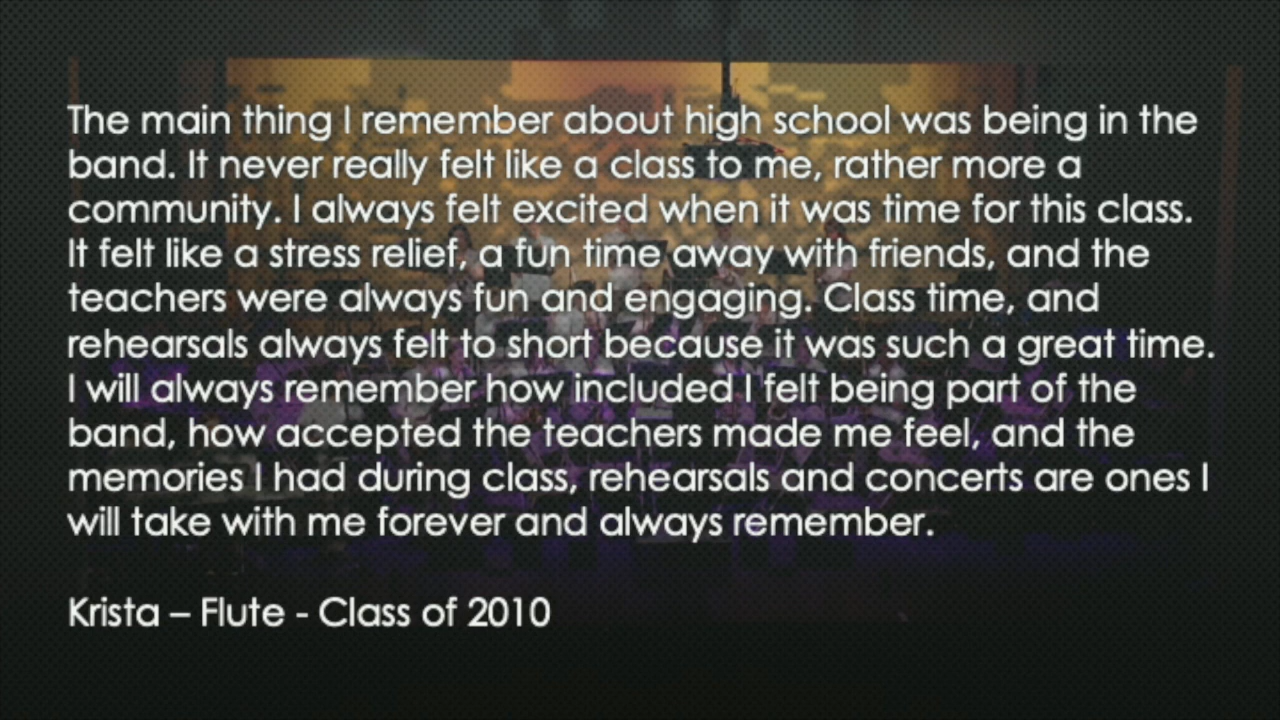 The main thing I remember about high school was being in the
band. It never really felt like a class to me, rather more a
community. I always felt excited when it was time for this class.
It felt like a stress relief, a fun time away with friends, and the
teachers were always fun and engaging. Class time, and
rehearsals always felt to short because it was such a great time.
I will always remember how included I felt being part of the
band, how accepted the teachers made me feel, and the
memories I had during class, rehearsals and concerts are ones I
will take with me forever and always remember.
Krista – Flute - Class of 2010